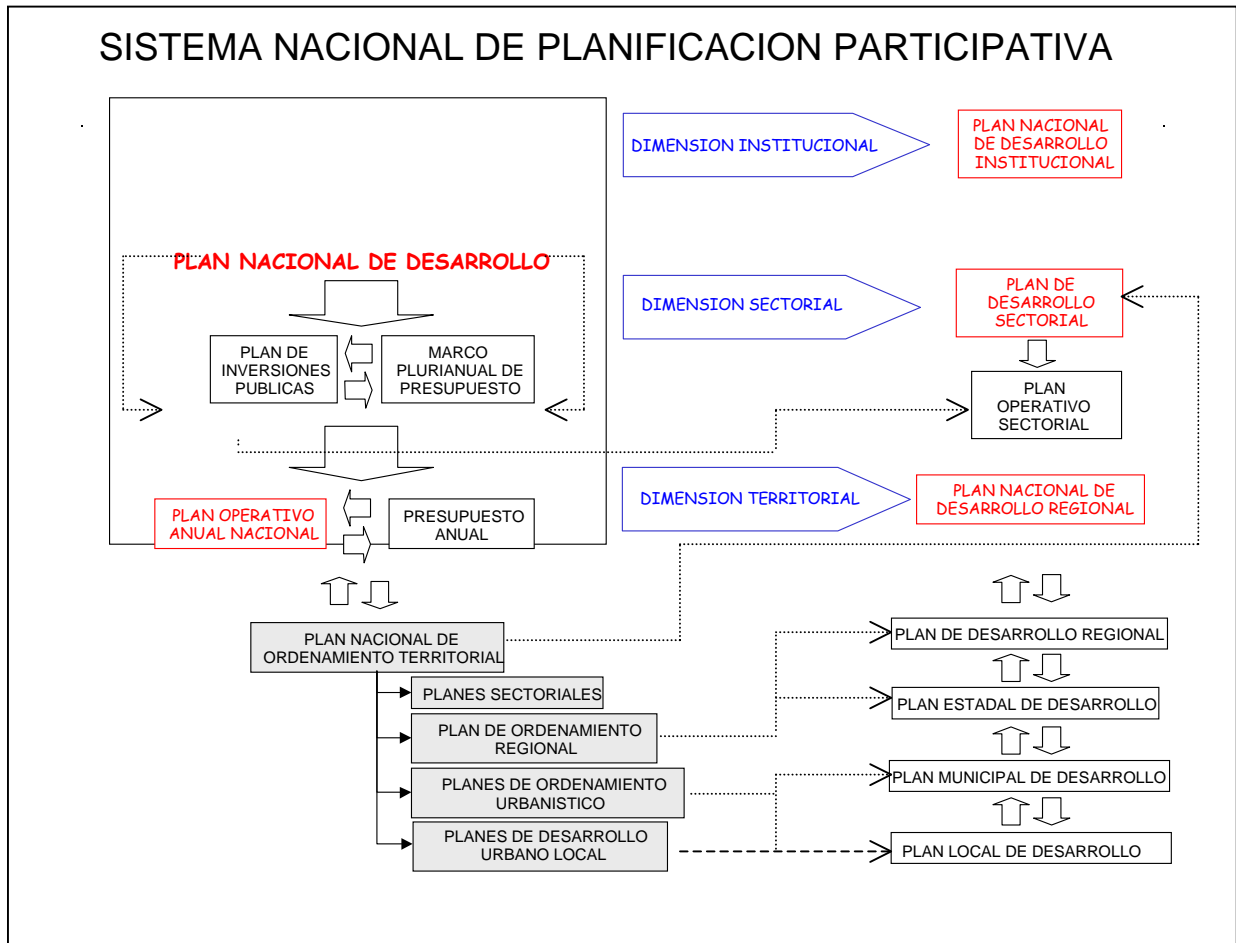 SISTEMA NACIONAL DE PLANIFICACION PARTICIPATIVA
DIMENSION INSTITUCIONAL
PLAN NACIONAL
DE DESARROLLO
INSTITUCIONAL
PLAN NACIONAL DE DESARROLLO
DIMENSION SECTORIAL
PLAN DE
DESARROLLO
SECTORIAL
PLAN DE
INVERSIONES
PUBLICAS
MARCO
PLURIANUAL DE
PRESUPUESTO
PLAN
OPERATIVO
SECTORIAL
DIMENSION TERRITORIAL
PLAN NACIONAL DE
DESARROLLO REGIONAL
PLAN OPERATIVO
ANUAL NACIONAL
PRESUPUESTO
ANUAL
PLAN NACIONAL DE
ORDENAMIENTO TERRITORIAL
PLAN DE DESARROLLO REGIONAL
PLANES SECTORIALES
PLAN ESTADAL DE DESARROLLO
PLAN DE ORDENAMIENTO
REGIONAL
PLANES DE ORDENAMIENTO
URBANISTICO
PLAN MUNICIPAL DE DESARROLLO
PLANES DE DESARROLLO
URBANO LOCAL
PLAN LOCAL DE DESARROLLO